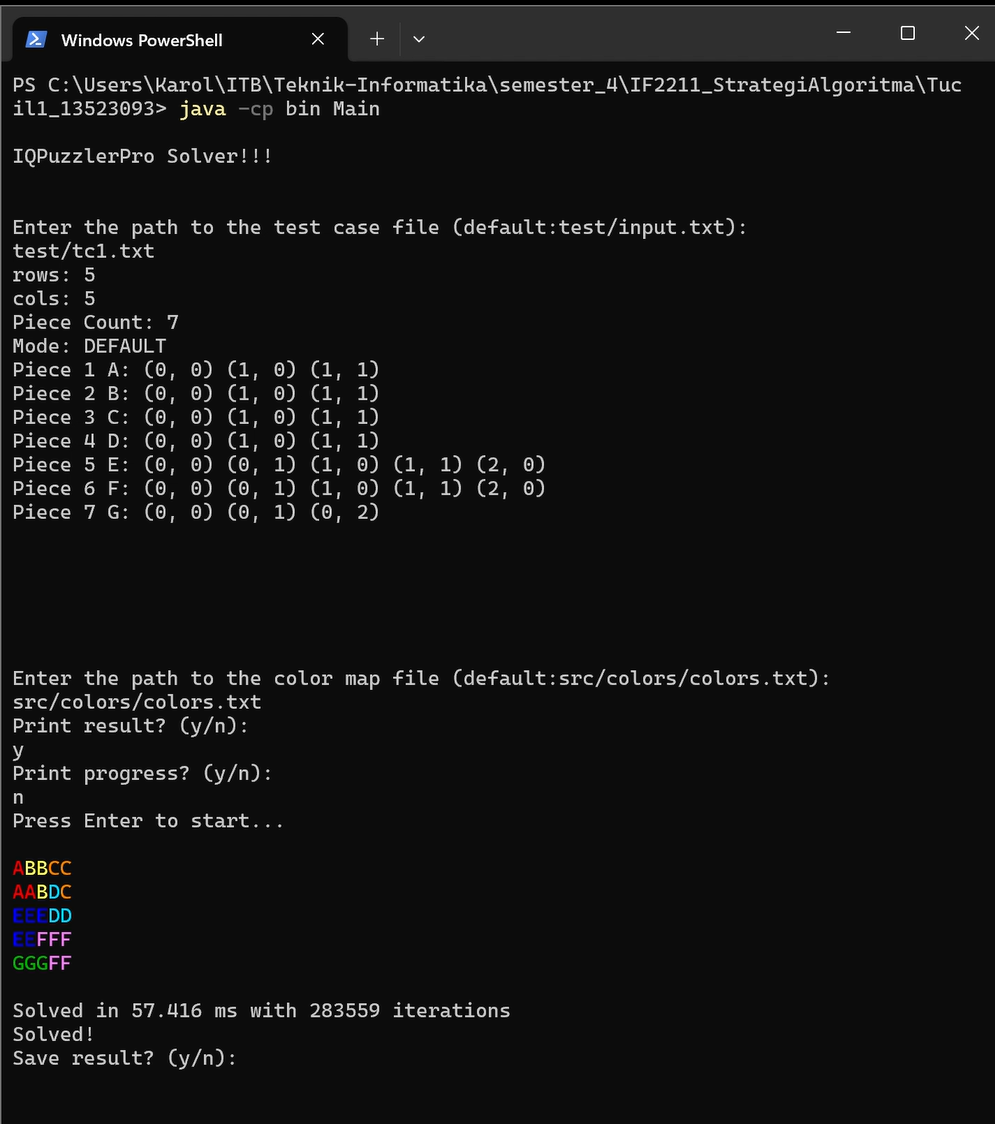 Windows PowerShell
PS C:\Users\Karol\ITB\Teknik-Informatika\semester_4\IF2211_StrategiAlgoritma\Tuc
il1_13523093> java -cp bin Main
IQPuzzlerPro Solver!!!
Enter the path to the test case file (default:test/input.txt):
test/tc1.txt
rows: 5
cols: 5
Piece Count: 7
Mode: DEFAULT
Piece 1 A: (0, 0) (1, 0) (1, 1)
Piece 2 B: (0, 0) (1, 0) (1, 1)
Piece 3 C: (0, 0) (1, 0) (1, 1)
Piece 4 D: (0, 0) (1, 0) (1, 1)
Piece 5 E: (0, 0) (0, 1) (1, 0) (1, 1) (2, 0)
Piece 6 F: (0, 0) (0, 1) (1, 0) (1, 1) (2, 0)
Piece 7 G: (0, 0) (0, 1) (0, 2)
Enter the path to the color map file (default:src/colors/colors.txt):
src/colors/colors.txt
Print result? (y/n):
y
Print progress? (y/n):
n
Press Enter to start...
ABBCC
AABDC
EEEDD
EEFFF
GGGFF
Solved in 57.416 ms with 283559 iterations
Solved!
Save result? (y/n):